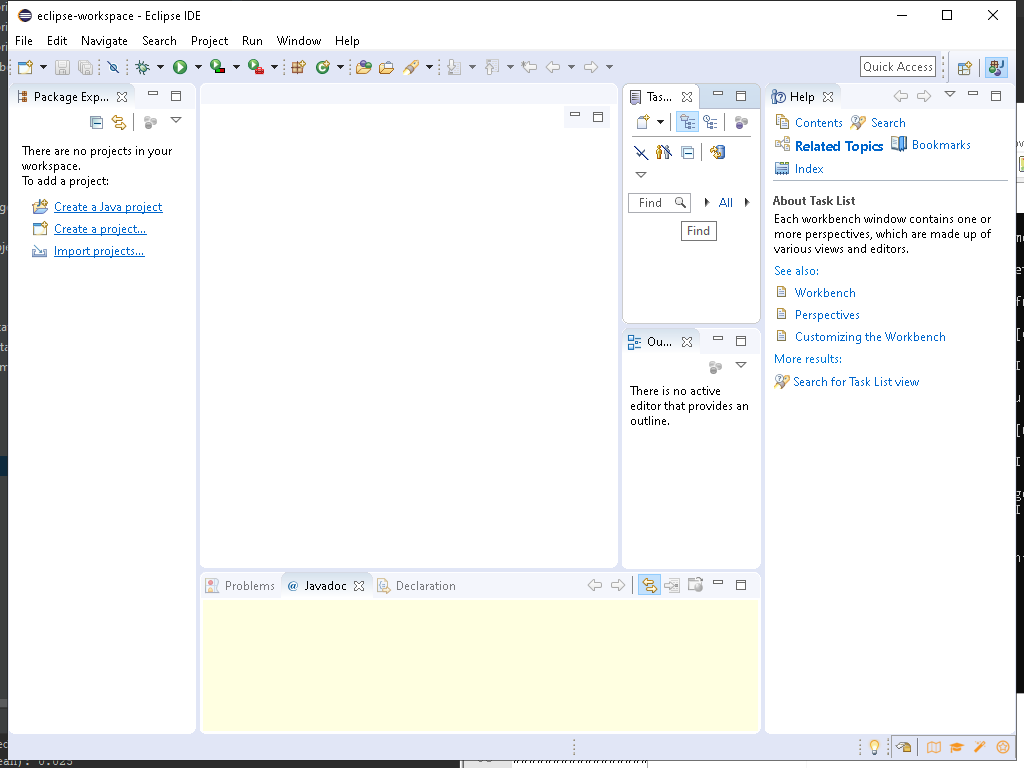 eclipse-workspace - Eclipse IDE
File Edit Navigate Search Project Run Window Help
Quick Access
Package Exp...
There are no projects in your
workspace.
To add a project:
Create a Java project
Create a project...
Import projects...
Tas...
Find All
Find
Ou...
There is no active
editor that provides an
outline.
Problems @ Javadoc Declaration
Help
Contents Search
Related Topics Bookmarks
Index
About Task List
Each workbench window contains one or
more perspectives, which are made up of
various views and editors.
See also:
Workbench
Perspectives
Customizing the Workbench
More results:
Search for Task List view